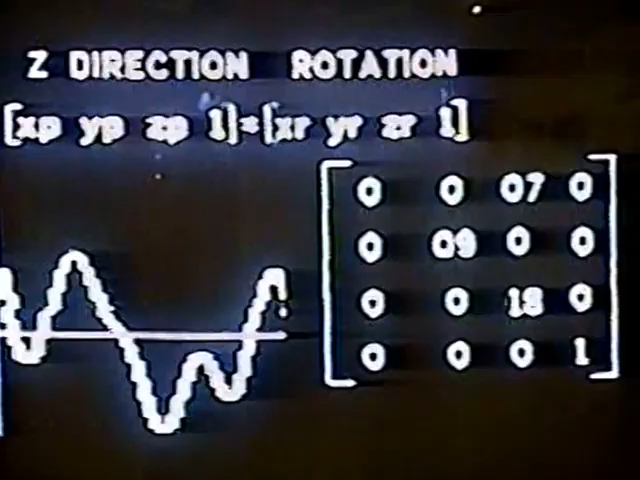 Z DIRECTION ROTATION
[xp yp zp 1]=[xr yr zr 1]
0 0 07 0
0 09 0 0
0 0 18 0
0 0 0 1